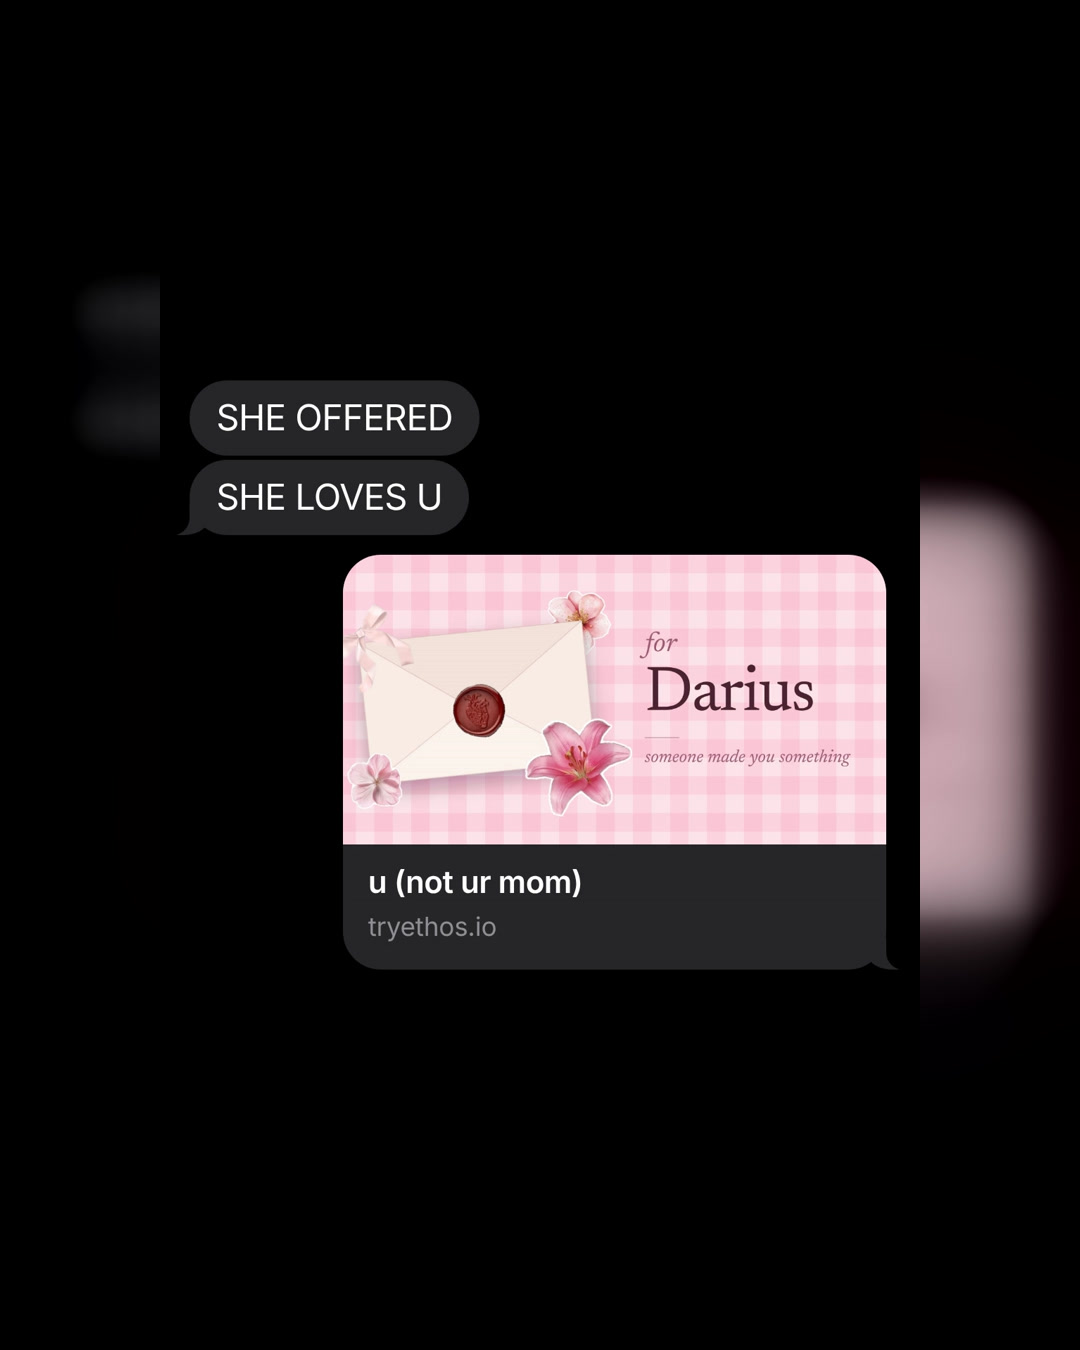 SHE OFFERED
SHE LOVES U
for
Darius
someone made you something
u (not ur mom)
tryethos.io